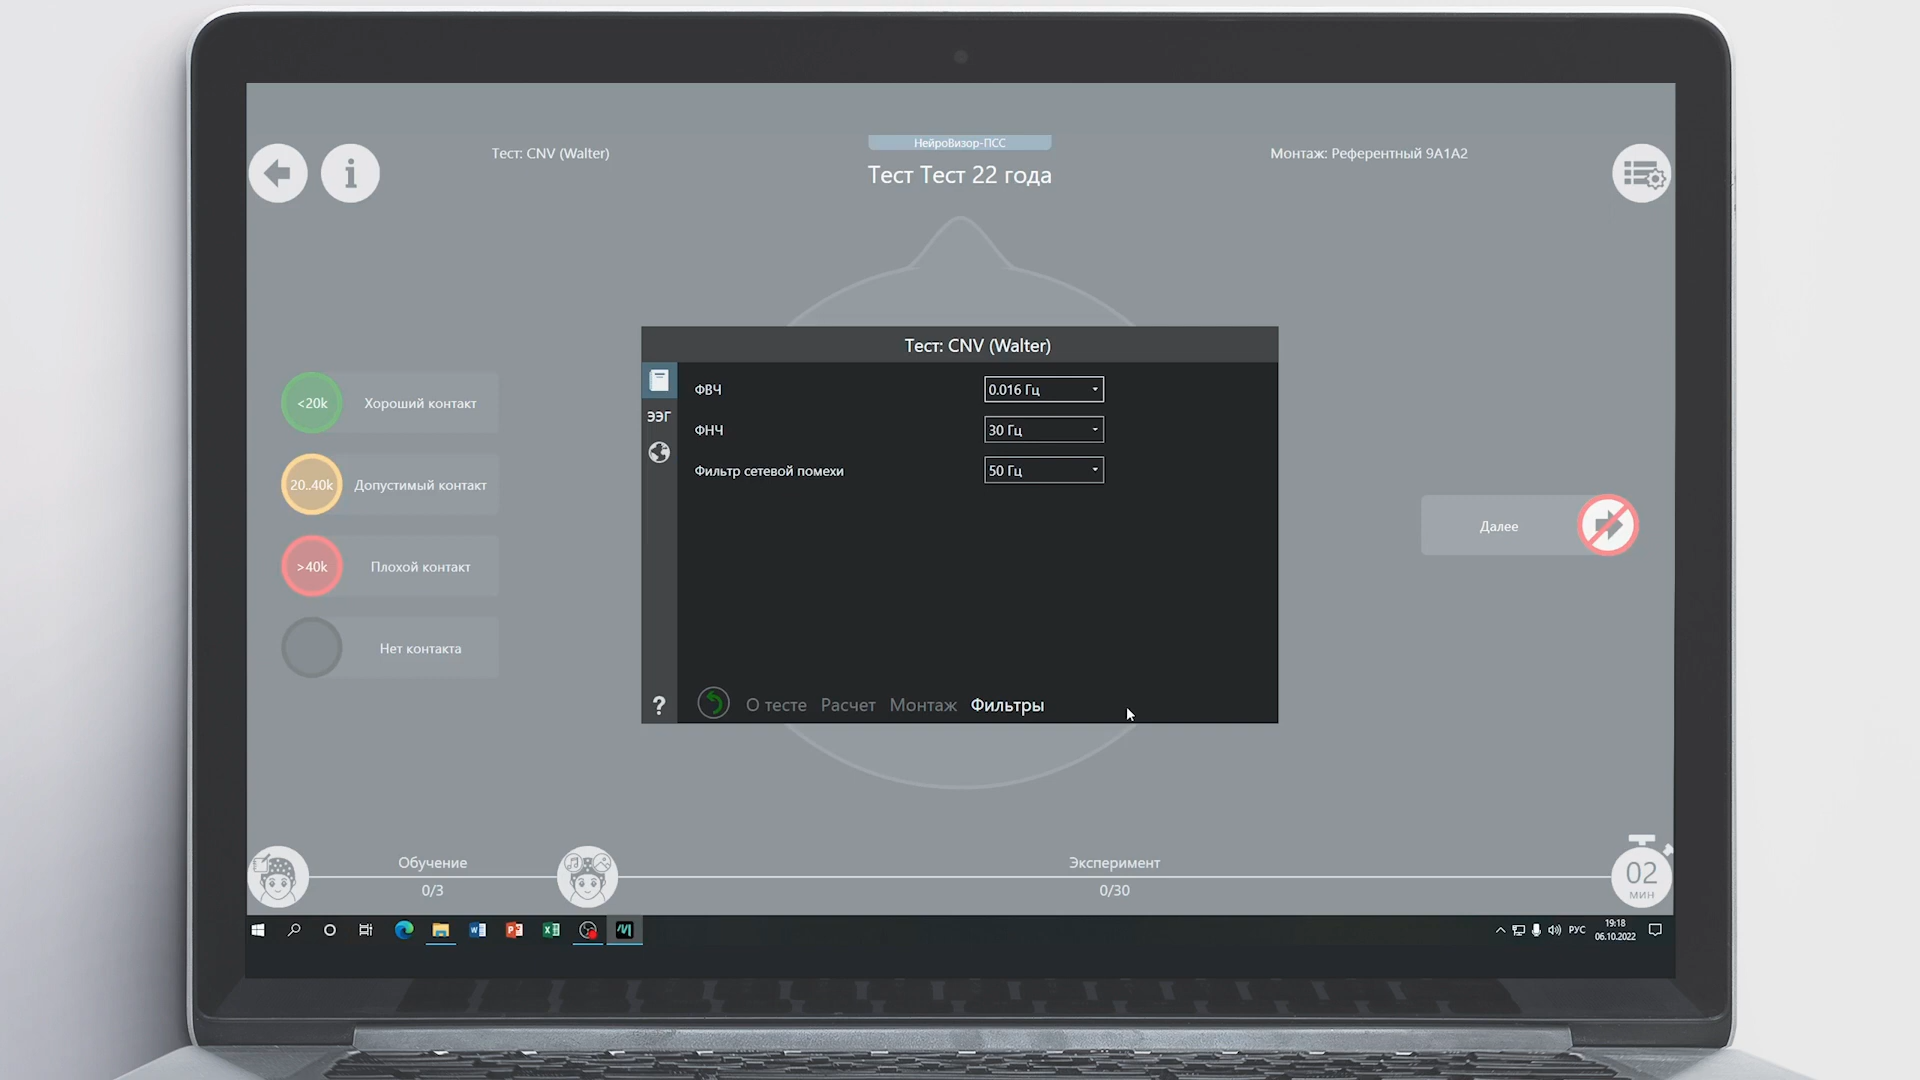 НейроВизор-ПСС
Тест: CNV (Walter)
Тест Тест 22 года
Монтаж: Референтный 9A1A2
Тест: CNV (Walter)
ФВЧ
0.016 Гц
ЭЭГ
ФНЧ
30 Гц
Фильтр сетевой помехи
50 Гц
? О тесте Расчет Монтаж Фильтры
<20k Хороший контакт
20..40k Допустимый контакт
>40k Плохой контакт
Нет контакта
Далее
Обучение
0/3
Эксперимент
0/30
02
мин
РУС
19:18
06.10.2022